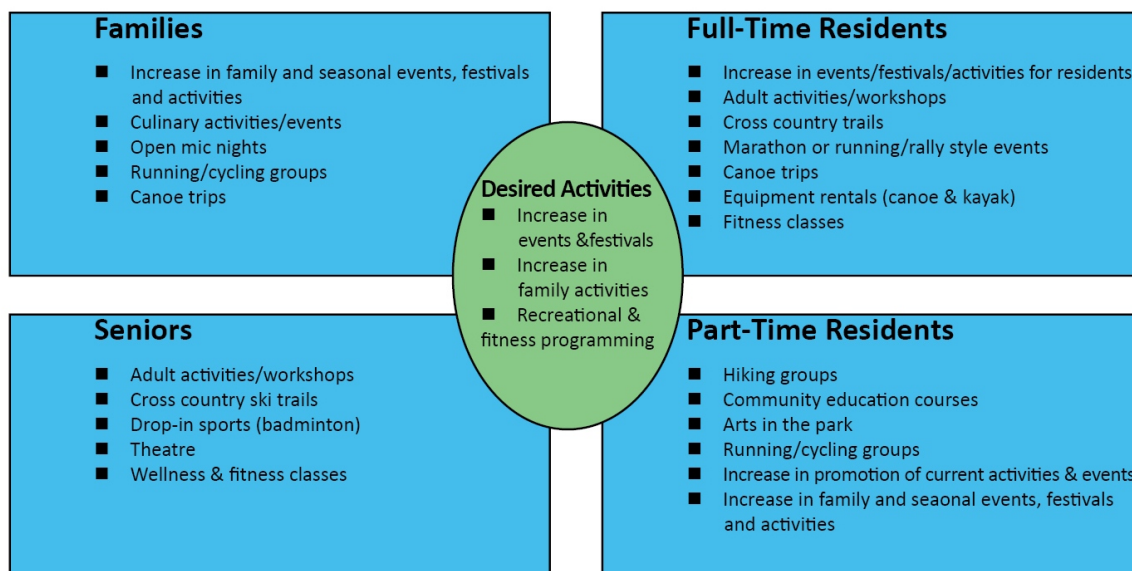 Families
■ Increase in family and seasonal events, festivals
and activities
■ Culinary activities/events
■ Open mic nights
■ Running/cycling groups
■ Canoe trips
Full-Time Residents
■ Increase in events/festivals/activities for residents
■ Adult activities/workshops
■ Cross country trails
■ Marathon or running/rally style events
■ Canoe trips
■ Equipment rentals (canoe & kayak)
■ Fitness classes
Desired Activities
■ Increase in
events &festivals
■ Increase in
family activities
■ Recreational &
fitness programming
Seniors
■ Adult activities/workshops
■ Cross country ski trails
■ Drop-in sports (badminton)
■ Theatre
■ Wellness & fitness classes
Part-Time Residents
■ Hiking groups
■ Community education courses
■ Arts in the park
■ Running/cycling groups
■ Increase in promotion of current activities & events
■ Increase in family and seaonal events, festivals
and activities